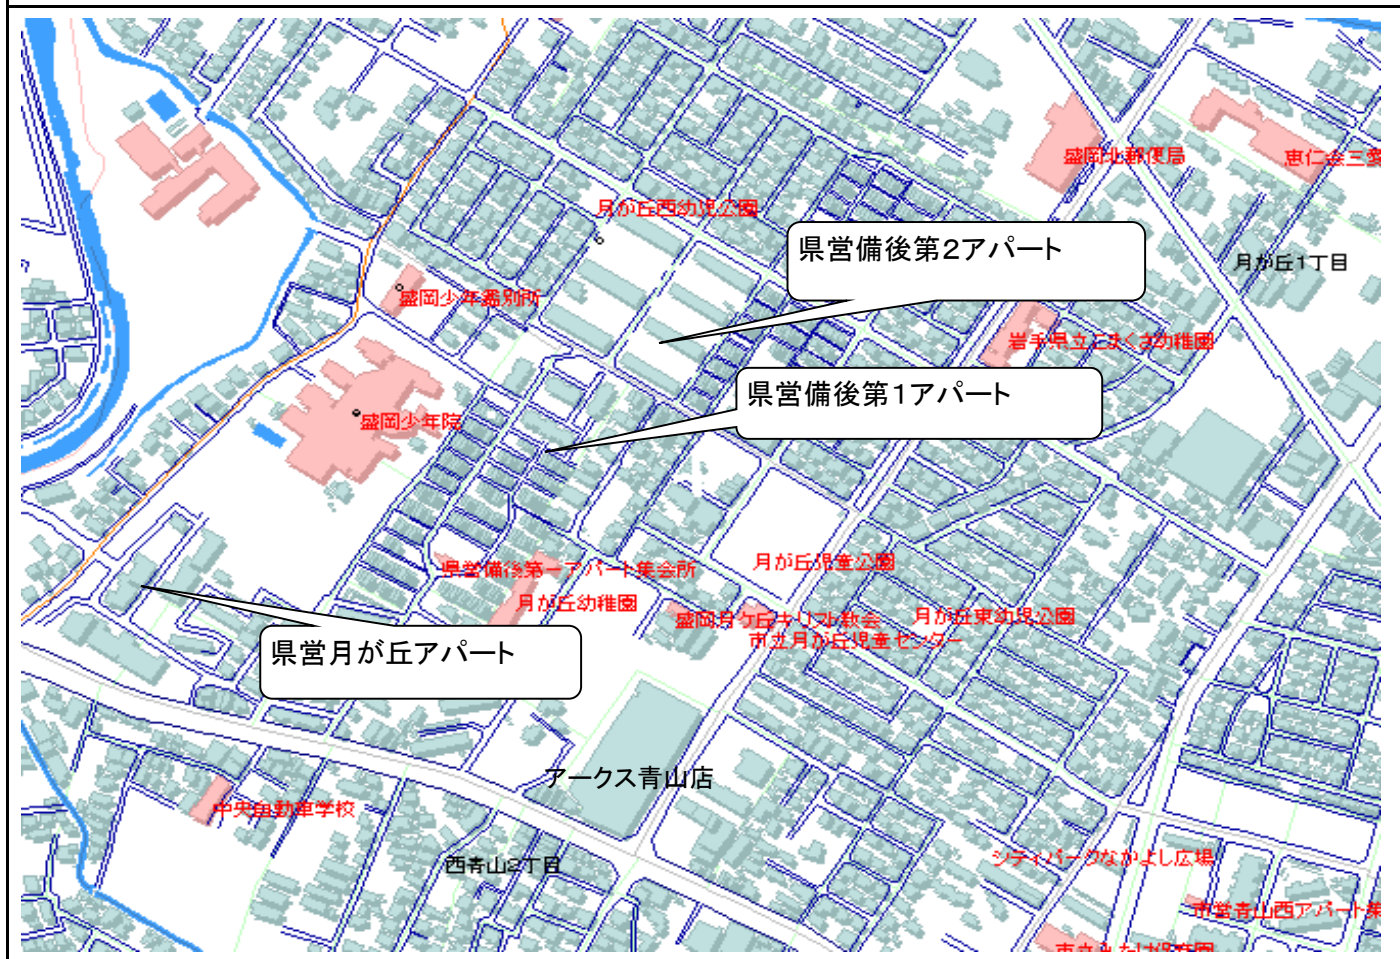 盛岡北郵便局
恵仁会三愛
月が丘西幼児公園
県営備後第2アパート
月が丘1丁目
盛岡少年鑑別所
岩手県立こまくさ幼稚園
県営備後第1アパート
盛岡少年院
県営備後第一アパート集会所
月が丘児童公園
月が丘幼稚園
盛岡月ケ丘キリスト教会
月が丘東幼児公園
市立月が丘児童センター
県営月が丘アパート
アークス青山店
中央自動車学校
西青山2丁目
シティパークなかよし広場
市営青山西アパート集
市立みたけ保育園